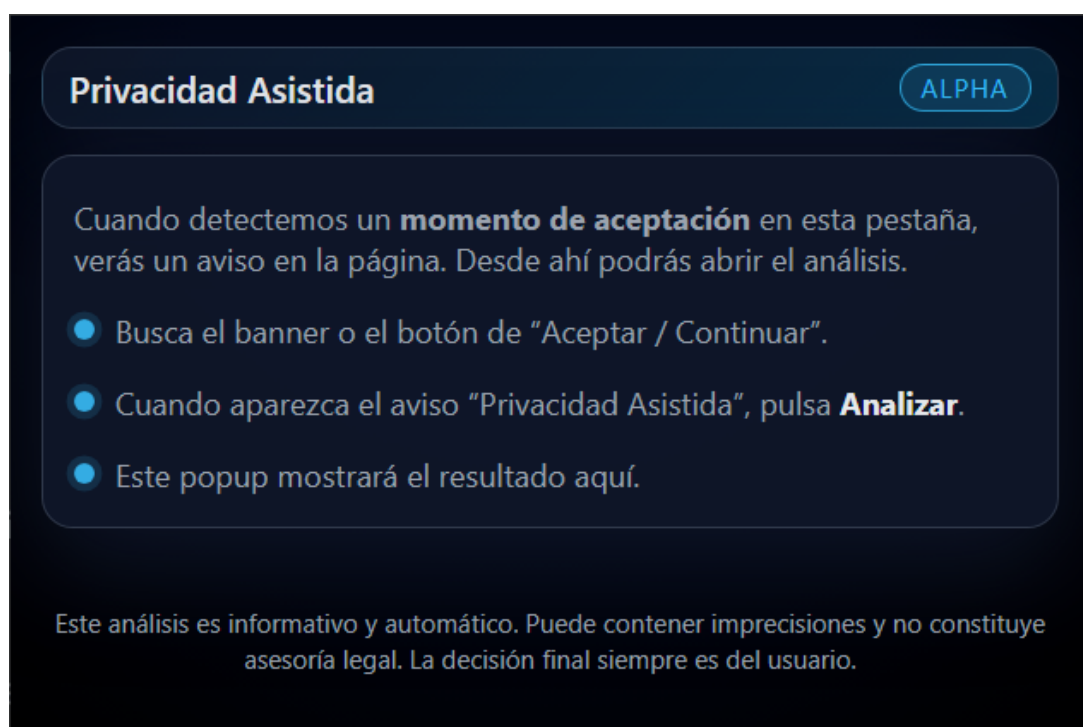 Privacidad Asistida
ALPHA
Cuando detectemos un momento de aceptación en esta pestaña,
verás un aviso en la página. Desde ahí podrás abrir el análisis.
Busca el banner o el botón de “Aceptar / Continuar”.
Cuando aparezca el aviso “Privacidad Asistida”, pulsa Analizar.
Este popup mostrará el resultado aquí.
Este análisis es informativo y automático. Puede contener imprecisiones y no constituye
asesoría legal. La decisión final siempre es del usuario.